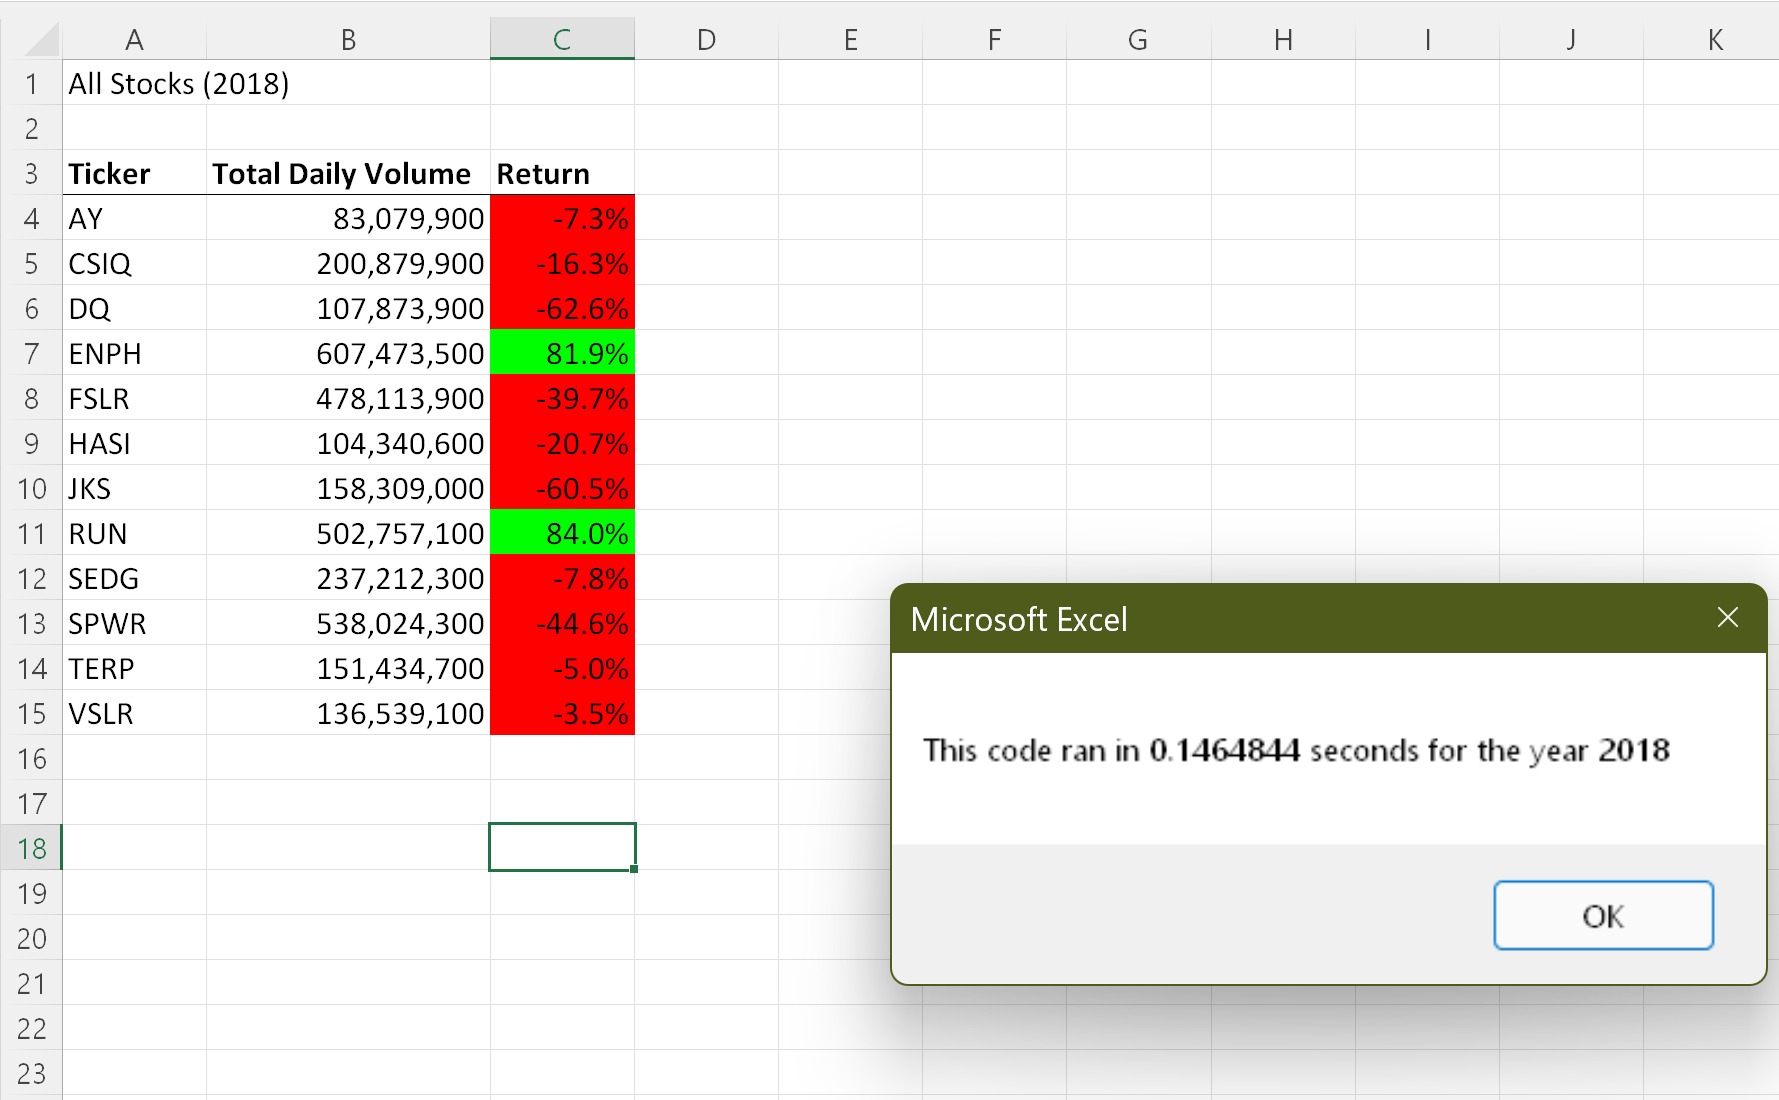 A B C D E F G H I J K
1 All Stocks (2018)
2
3 Ticker Total Daily Volume Return
4 AY 83,079,900 -7.3%
5 CSIQ 200,879,900 -16.3%
6 DQ 107,873,900 -62.6%
7 ENPH 607,473,500 81.9%
8 FSLR 478,113,900 -39.7%
9 HASI 104,340,600 -20.7%
10 JKS 158,309,000 -60.5%
11 RUN 502,757,100 84.0%
12 SEDG 237,212,300 -7.8%
13 SPWR 538,024,300 -44.6%
14 TERP 151,434,700 -5.0%
15 VSLR 136,539,100 -3.5%
16
17
18
19
20
21
22
23
Microsoft Excel
This code ran in 0.1464844 seconds for the year 2018
OK